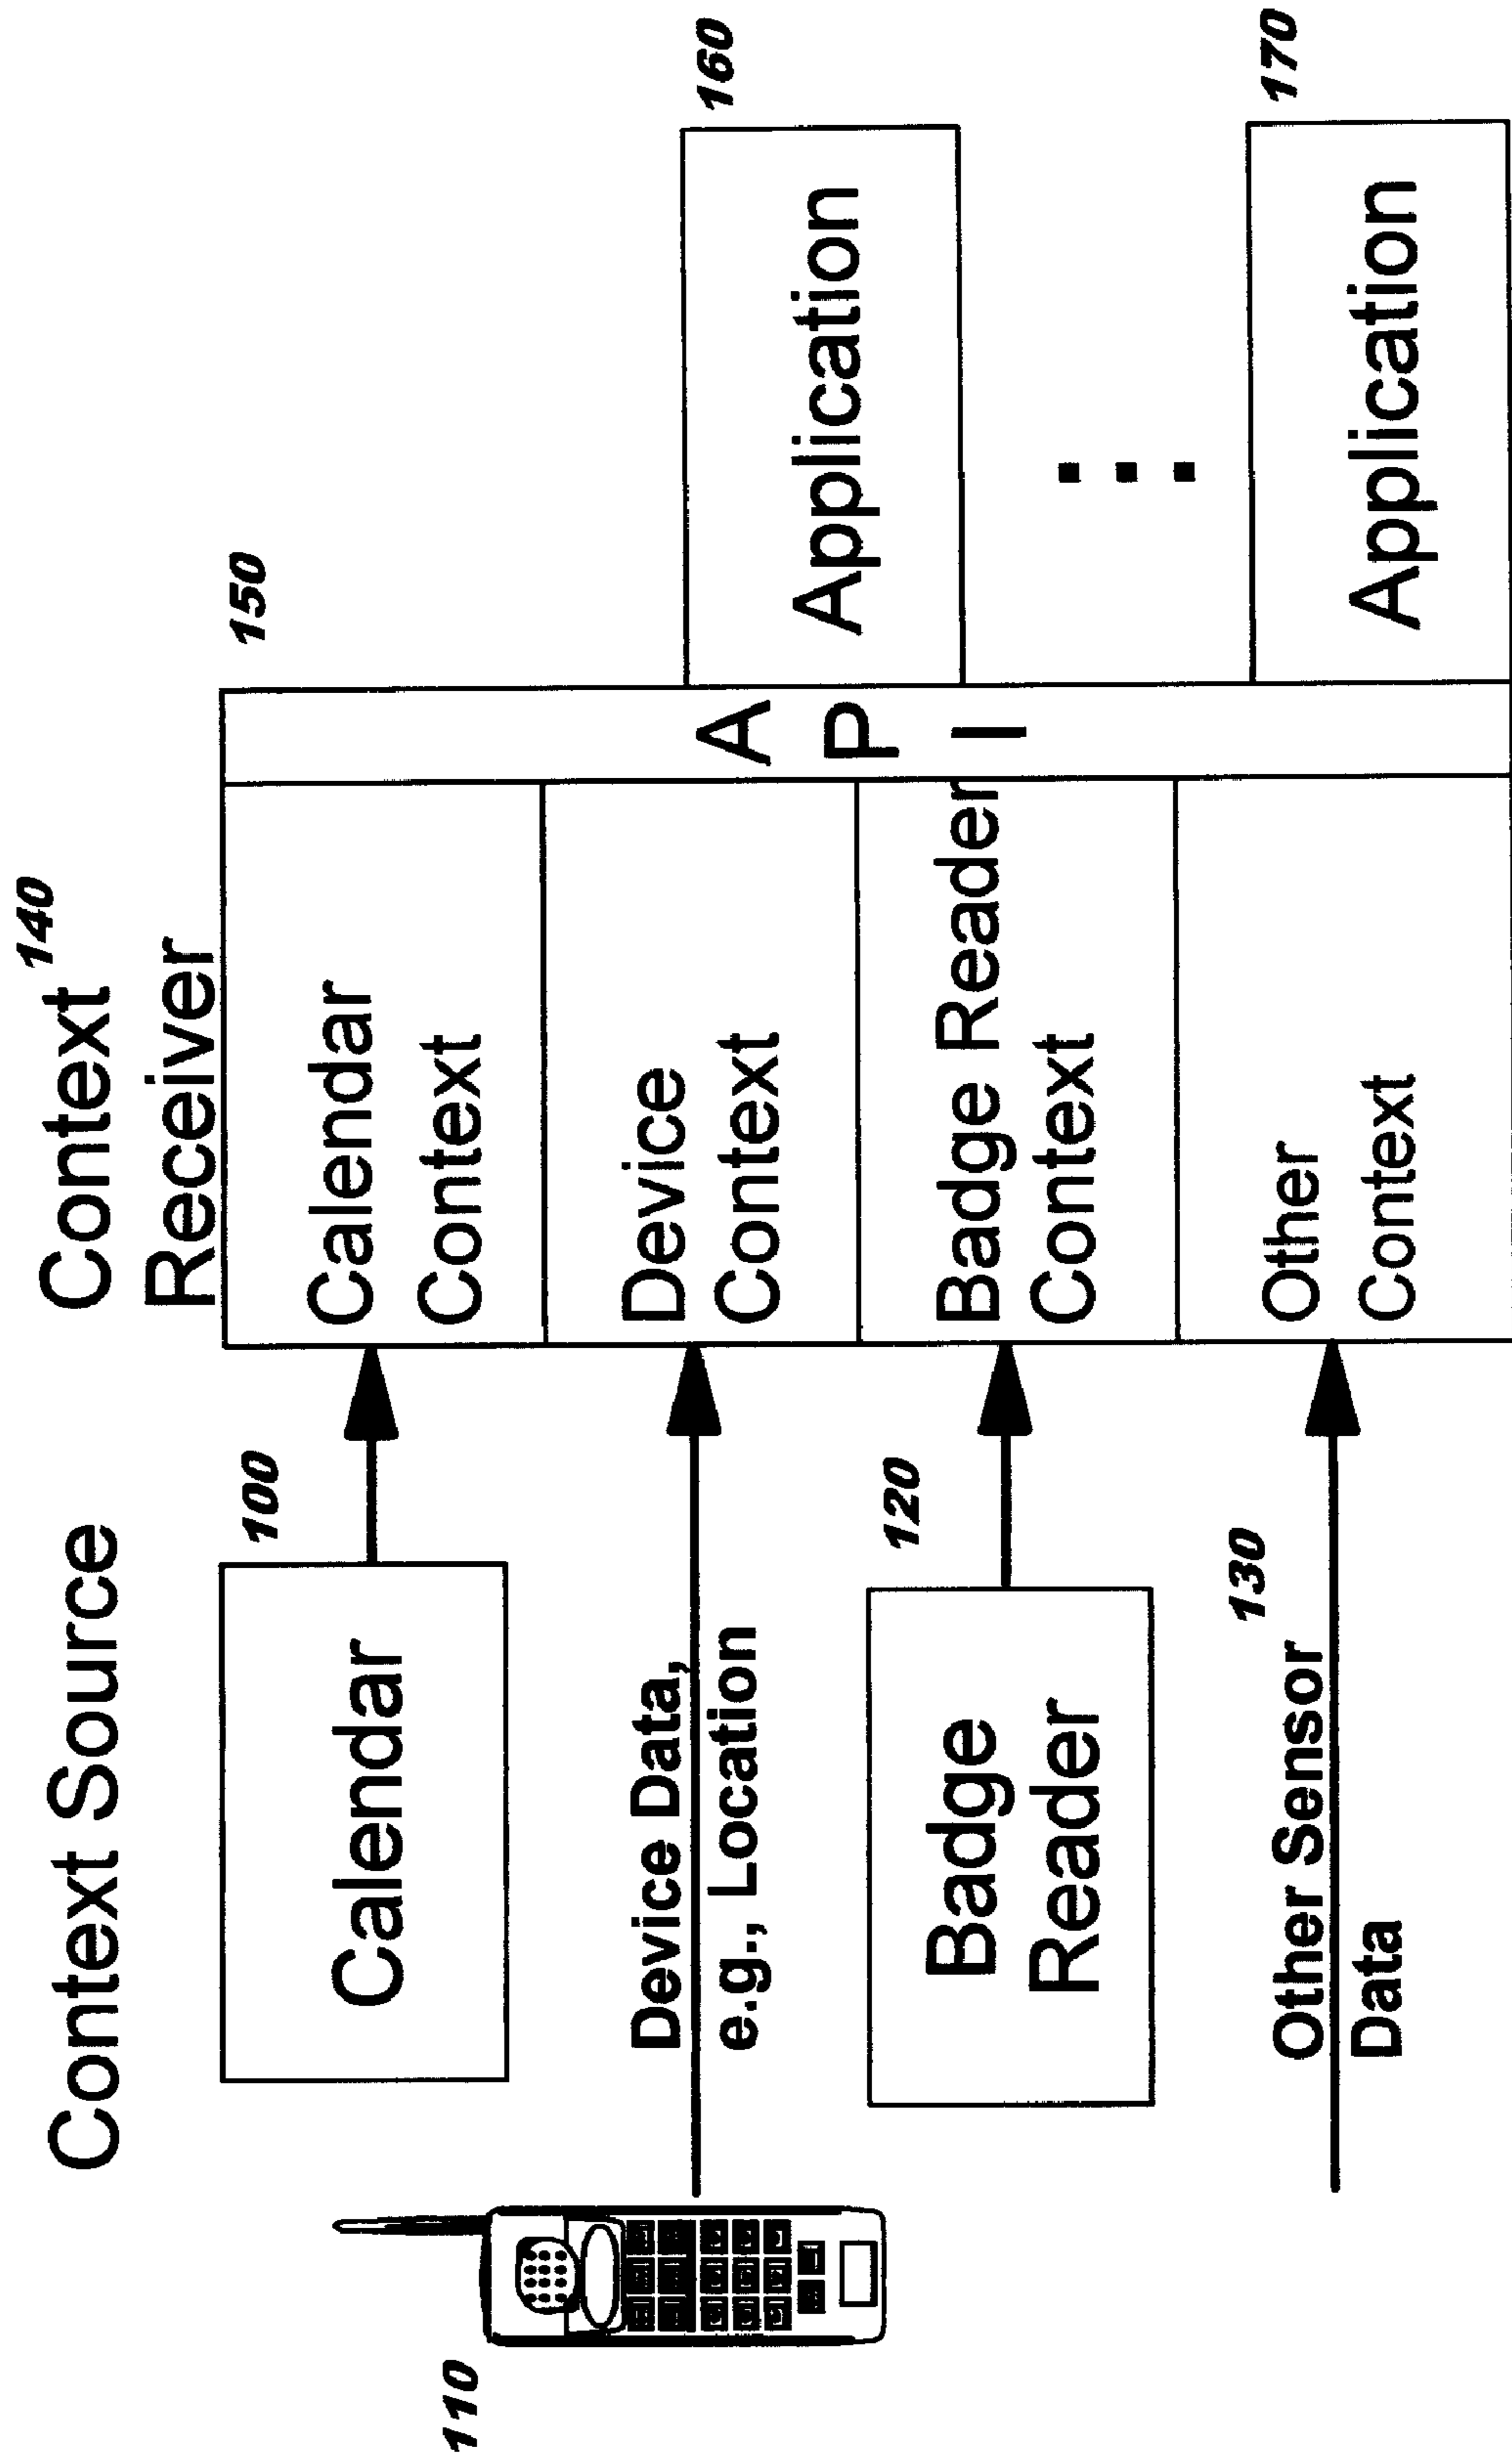 Context Source
Context
Receiver
140
150
100
Calendar
Calendar
Context
110
Device Data,
e.g., Location
Device
Context
A
P
I
160
Application
120
Badge
Reader
Badge Reader
Context
130
Other Sensor
Data
Other
Context
170
Application